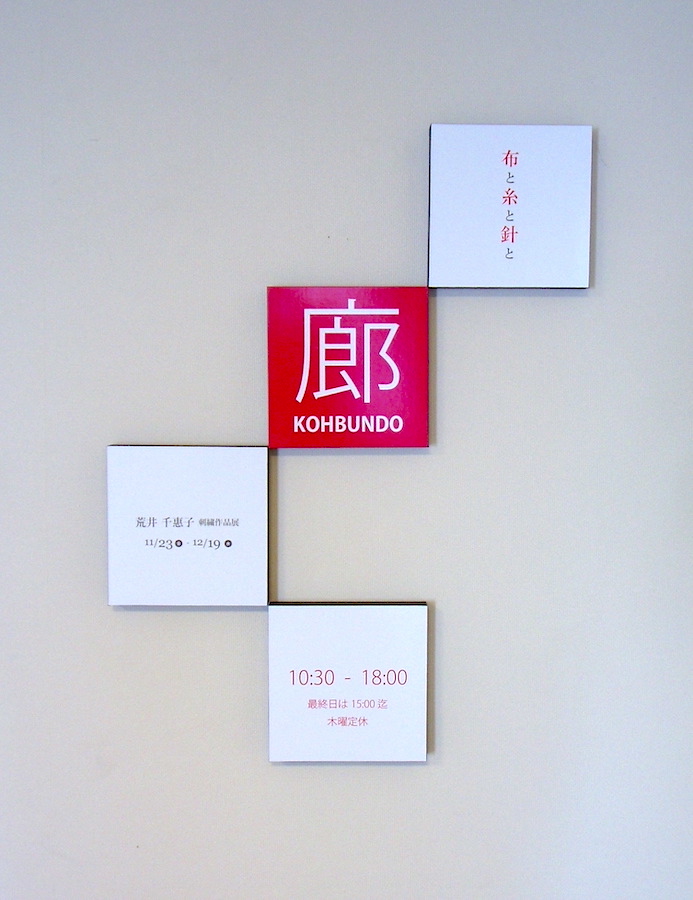 布と糸と針と
廊
KOHBUNDO
荒井 千恵子 刺繍作品展
11/23 - 12/19
10:30 - 18:00
最終日は 15:00 迄
木曜定休